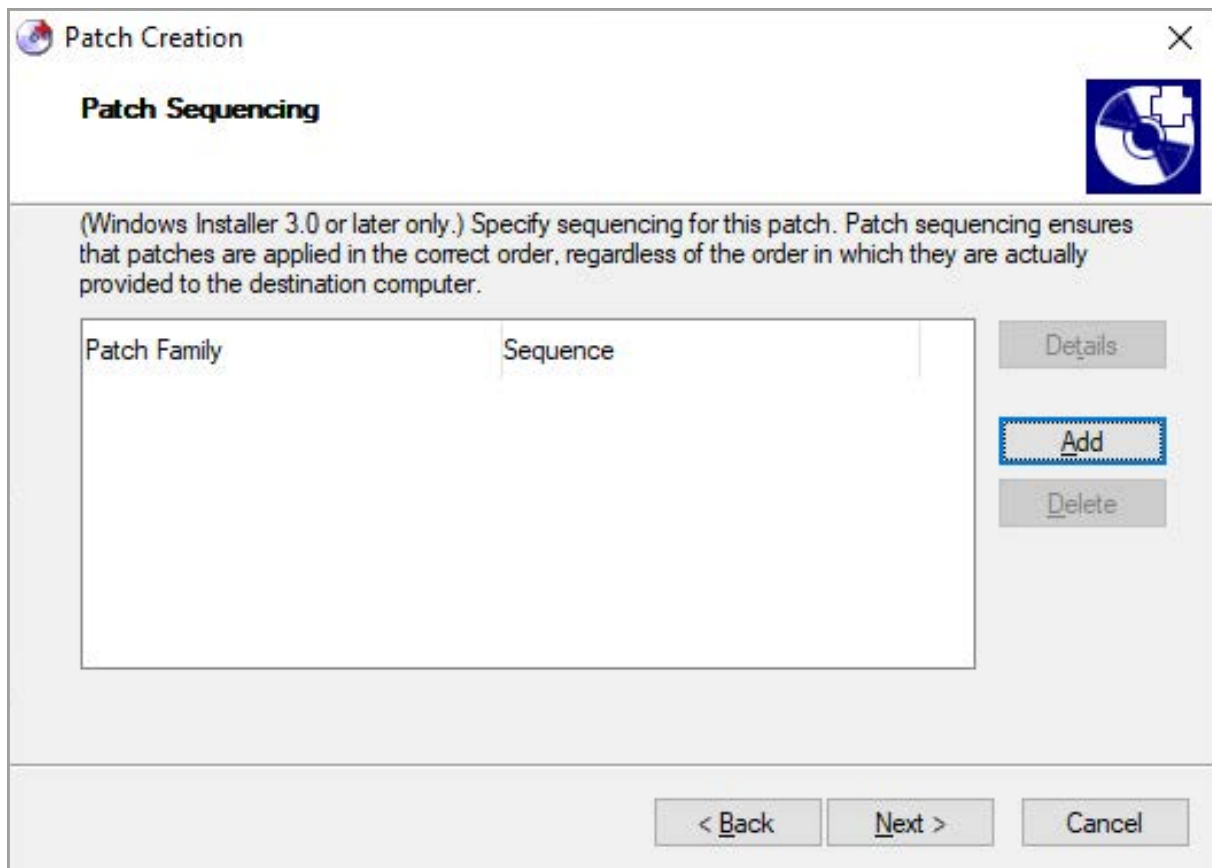 Patch Creation
Patch Sequencing
(Windows Installer 3.0 or later only.) Specify sequencing for this patch. Patch sequencing ensures
that patches are applied in the correct order, regardless of the order in which they are actually
provided to the destination computer.
Patch Family Sequence
Details
Add
Delete
< Back Next > Cancel